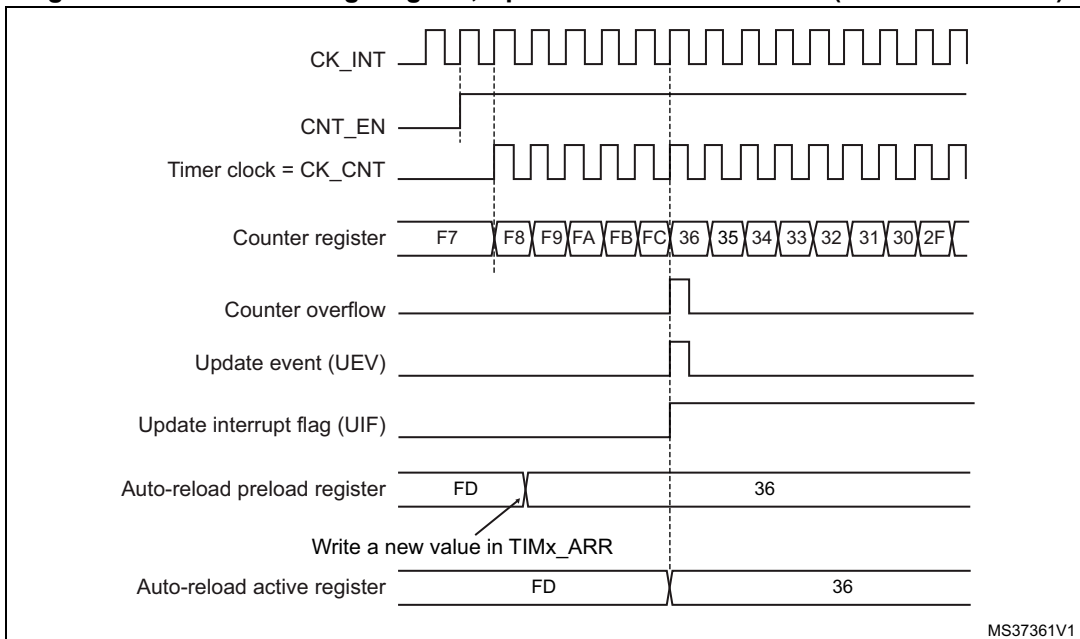 CK_INT
CNT_EN
Timer clock = CK_CNT
Counter register F7 F8 F9 FA FB FC 36 35 34 33 32 31 30 2F
Counter overflow
Update event (UEV)
Update interrupt flag (UIF)
Auto-reload preload register FD 36
Write a new value in TIMx_ARR
Auto-reload active register FD 36
MS37361V1